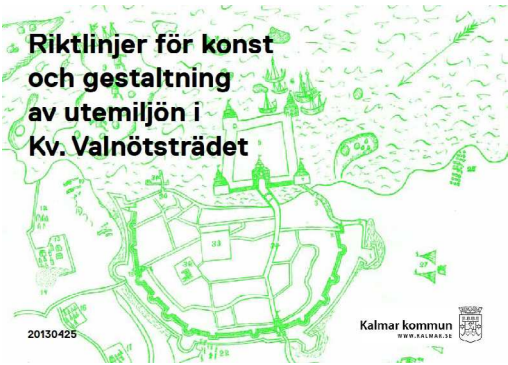 Riktlinjer för konst
och gestaltning
av utemiljön i
Kv. Valnötsträdet
20130425
Kalmar kommun
WWW.KALMAR.SE